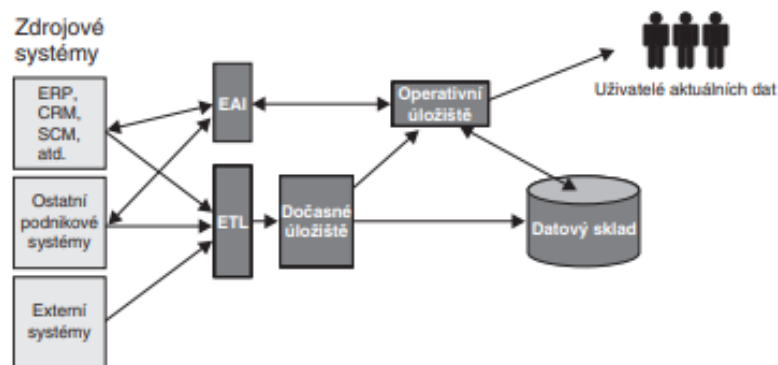 Zdrojové
systémy
ERP,
CRM,
SCM,
atd.
Ostatní
podnikové
systémy
Externí
systémy
EAI
ETL
Dočasné
úložiště
Operativní
úložiště
Datový sklad
Uživatelé aktuálních dat